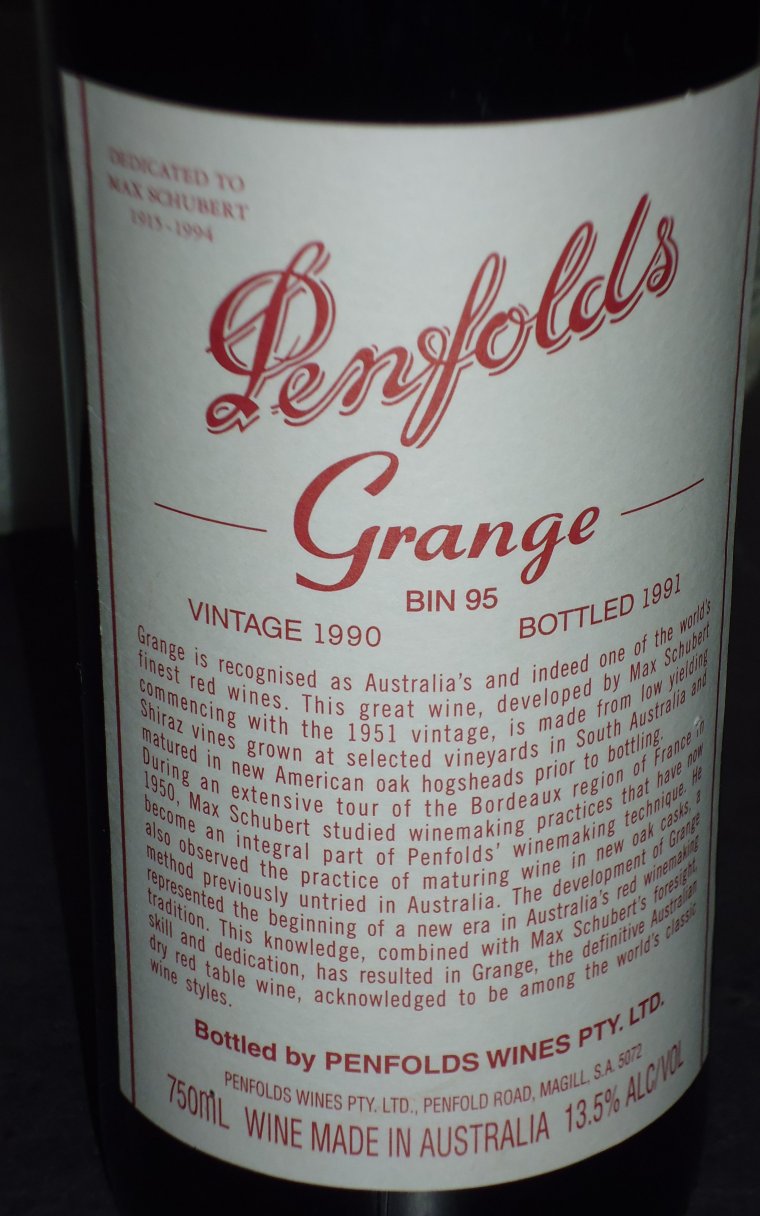 DEDICATED TO
MAX SCHUBERT
1915-1994
Penfolds
Grange
BIN 95
VINTAGE 1990 BOTTLED 1991
Grange is recognised as Australia's and indeed one of the world's
finest red wines. This great wine, developed by Max Schubert
commencing with the 1951 vintage, is made from low yielding
Shiraz vines grown at selected vineyards in South Australia and
matured in new American oak hogsheads prior to bottling.
During an extensive tour of the Bordeaux region of France in
1950, Max Schubert studied winemaking practices that have now
become an integral part of Penfolds' winemaking technique. He
also observed the practice of maturing wine in new oak casks, a
method previously untried in Australia. The development of Grange
represented the beginning of a new era in Australia's red winemaking
tradition. This knowledge, combined with Max Schubert's foresight,
skill and dedication, has resulted in Grange, the definitive Australian
dry red table wine, acknowledged to be among the world's classic
wine styles.
Bottled by PENFOLDS WINES PTY. LTD.
PENFOLDS WINES PTY. LTD., PENFOLD ROAD, MAGILL, S.A. 5072
750mL WINE MADE IN AUSTRALIA 13.5% ALC/VOL